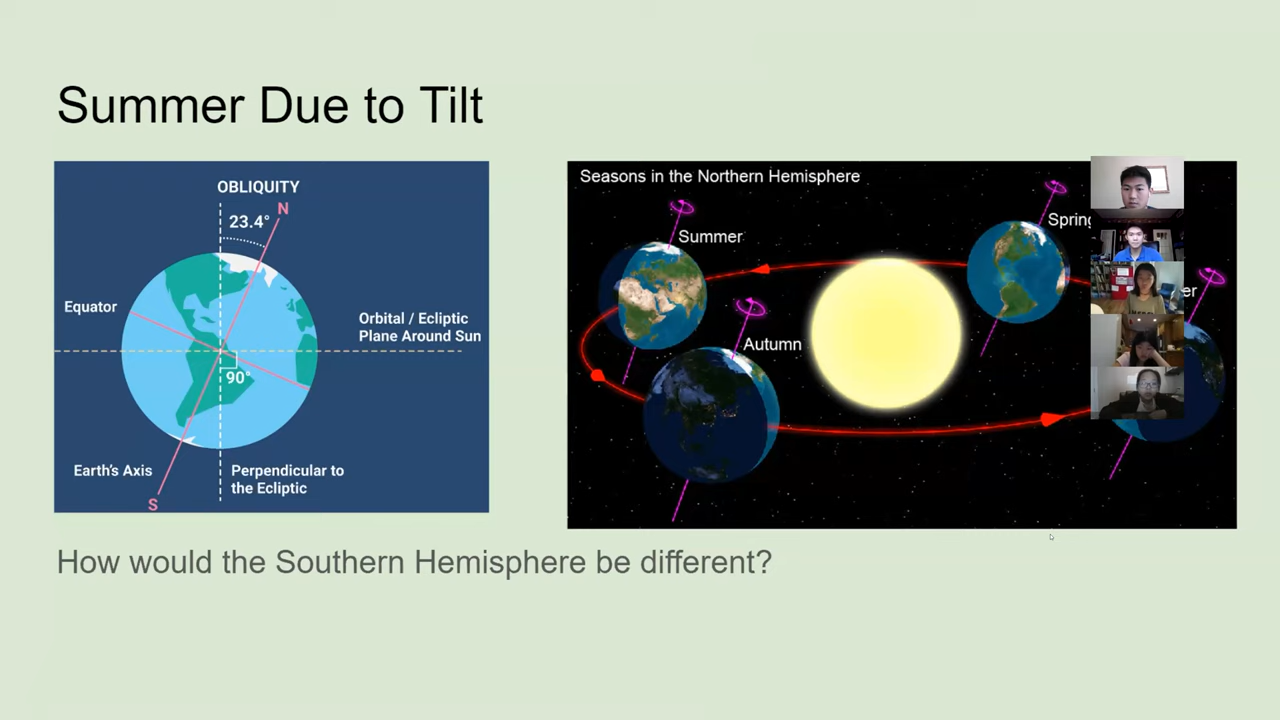 Summer Due to Tilt
OBLIQUITY
23.4°
N
Equator
Orbital / Ecliptic
Plane Around Sun
90°
Earth's Axis
Perpendicular to
the Ecliptic
S
Seasons in the Northern Hemisphere
Summer
Spring
Autumn
er
How would the Southern Hemisphere be different?